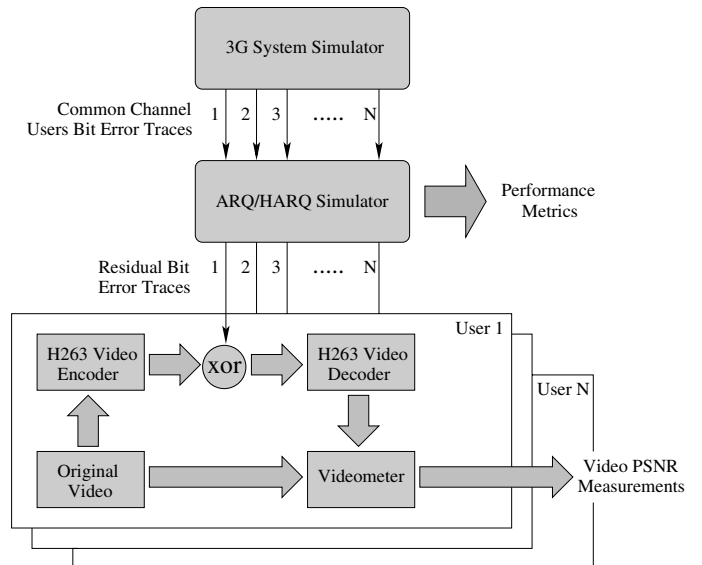 3G System Simulator
Common Channel
Users Bit Error Traces
1 2 3 ..... N
ARQ/HARQ Simulator
Performance
Metrics
Residual Bit
Error Traces
1 2 3 ..... N
User 1
H263 Video
Encoder
xor
H263 Video
Decoder
User N
Original
Video
Videometer
Video PSNR
Measurements